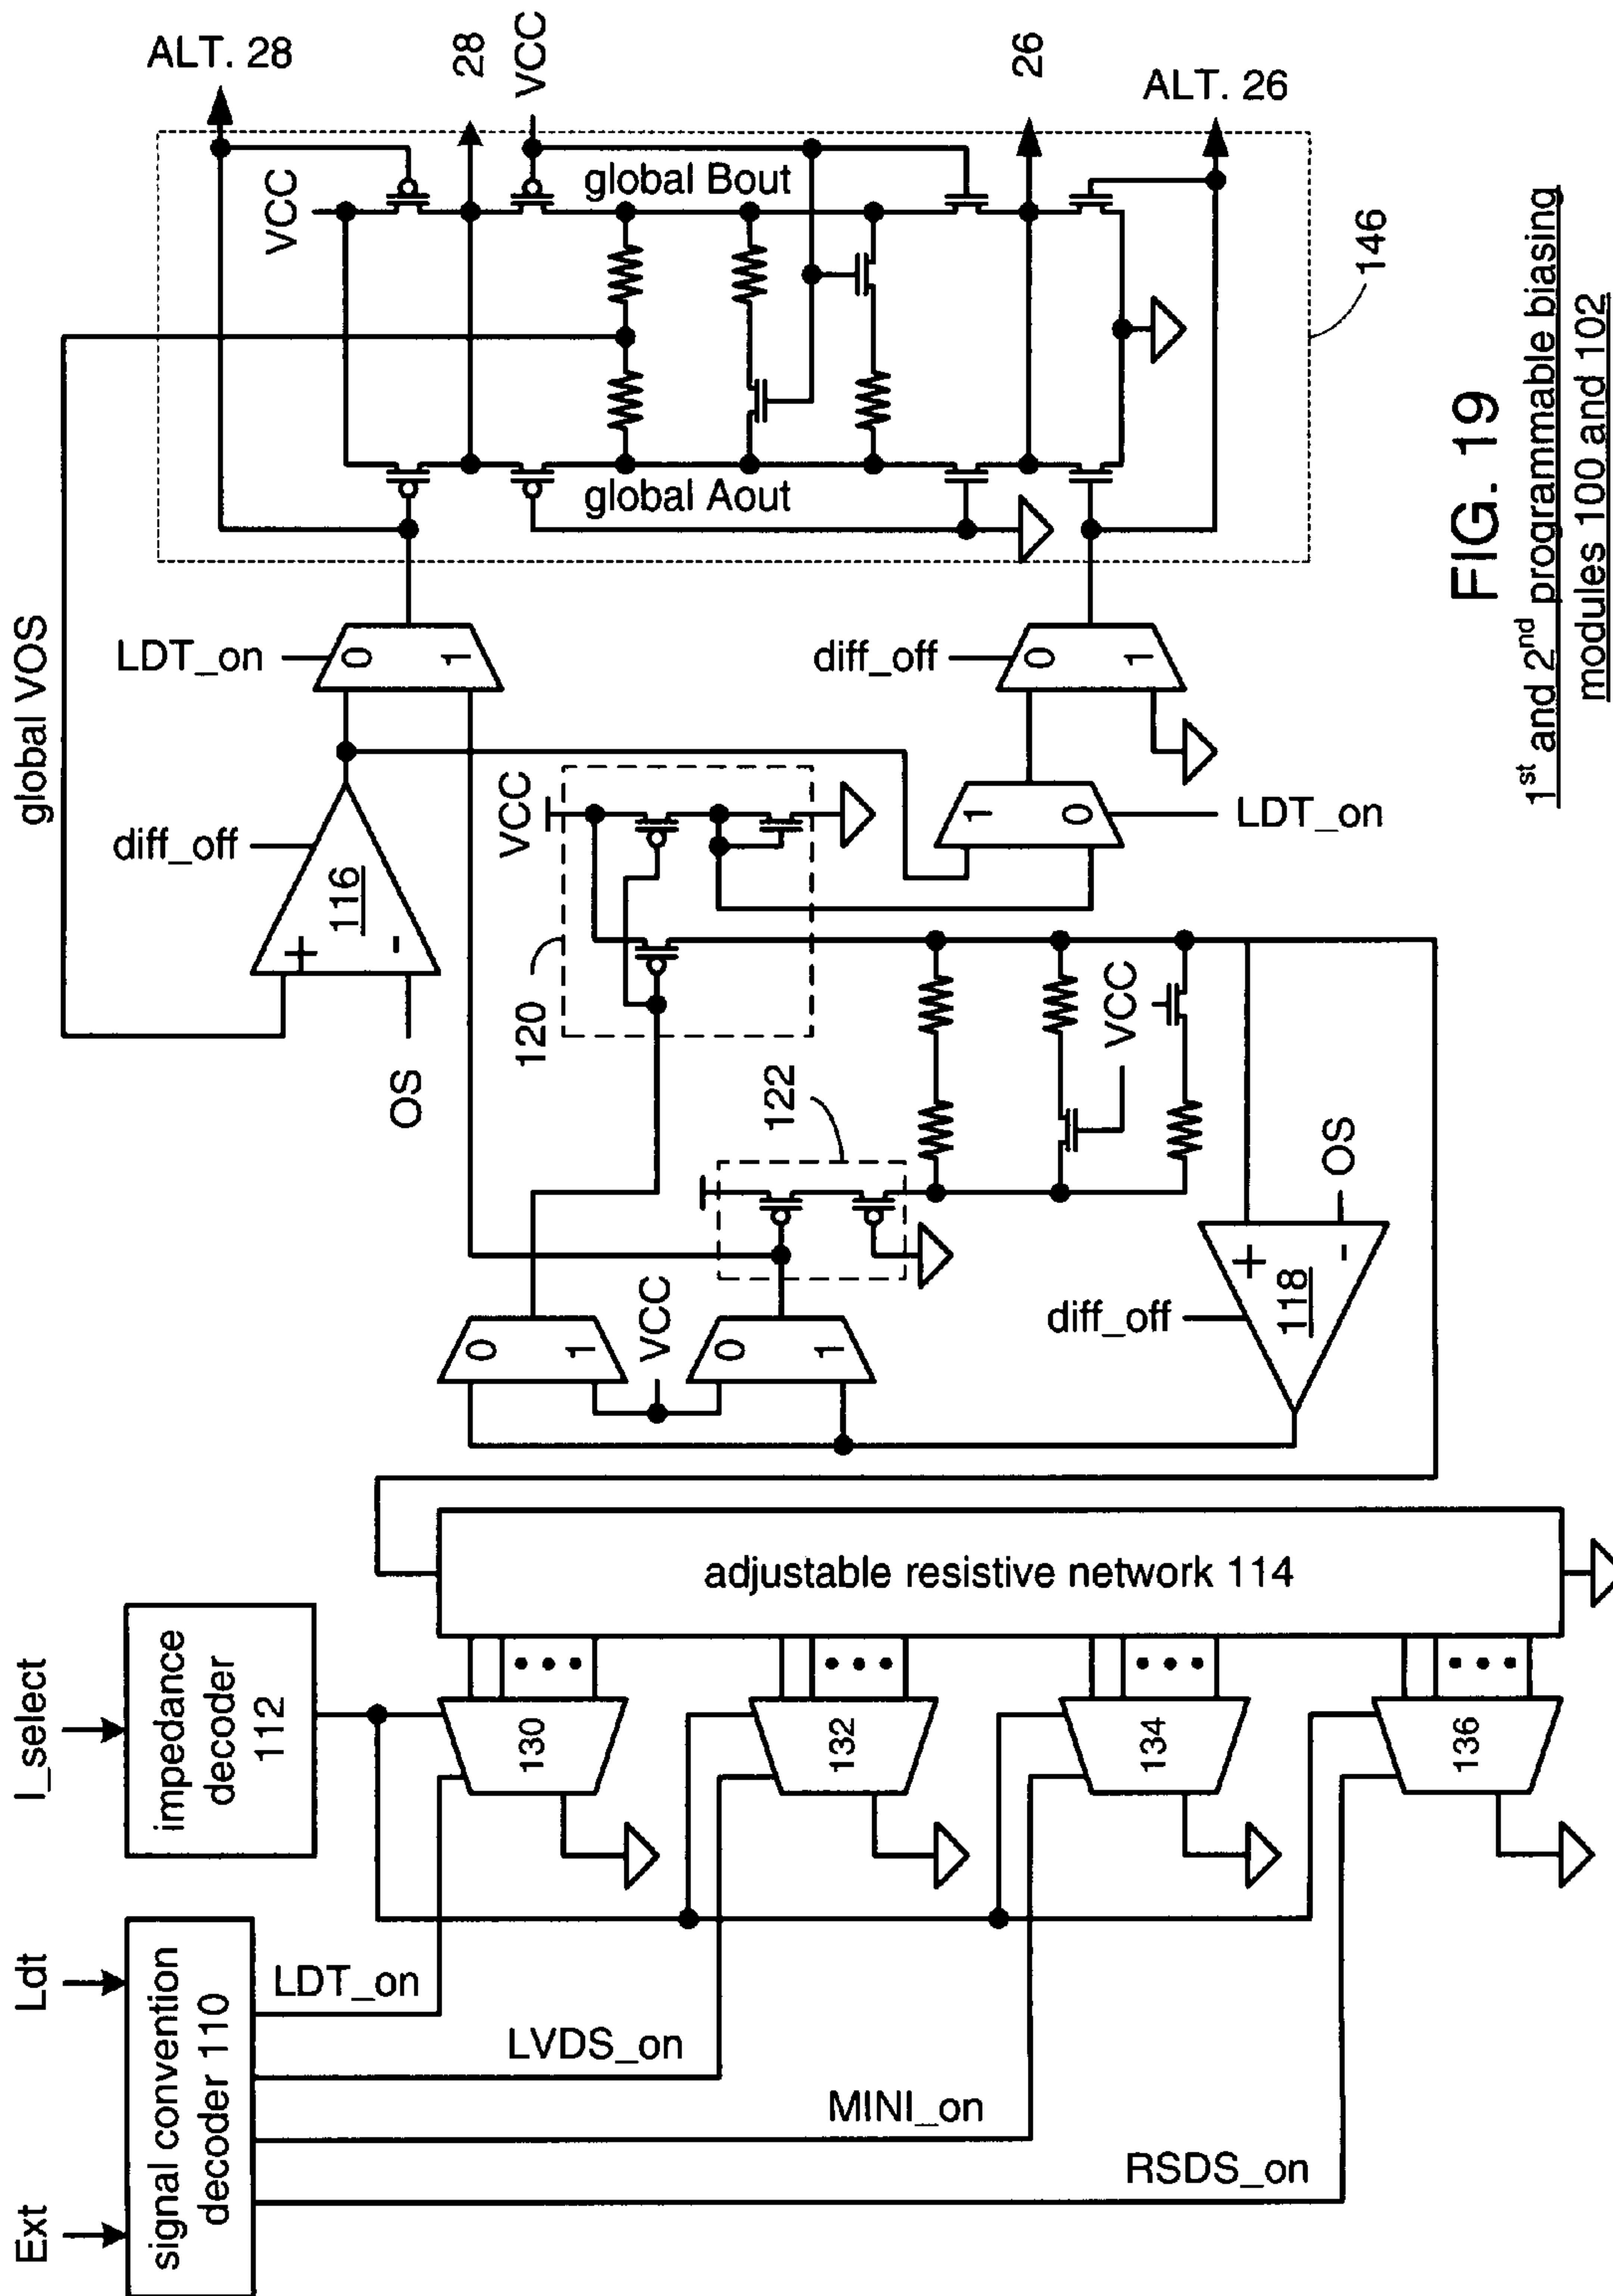 Ext
Ldt
I_select
signal convention
decoder 110
impedance
decoder
112
LDT_on
LVDS_on
MINI_on
RSDS_on
130
132
134
136
adjustable resistive network 114
0
1
VCC
0
1
diff_off
118
+
-
OS
122
120
VCC
VCC
OS
+
-
116
diff_off
global VOS
LDT_on
0
1
1
0
LDT_on
diff_off
0
1
global Aout
global Bout
VCC
VCC
ALT. 28
28
26
ALT. 26
146
FIG. 19
1st and 2nd programmable biasing
modules 100 and 102